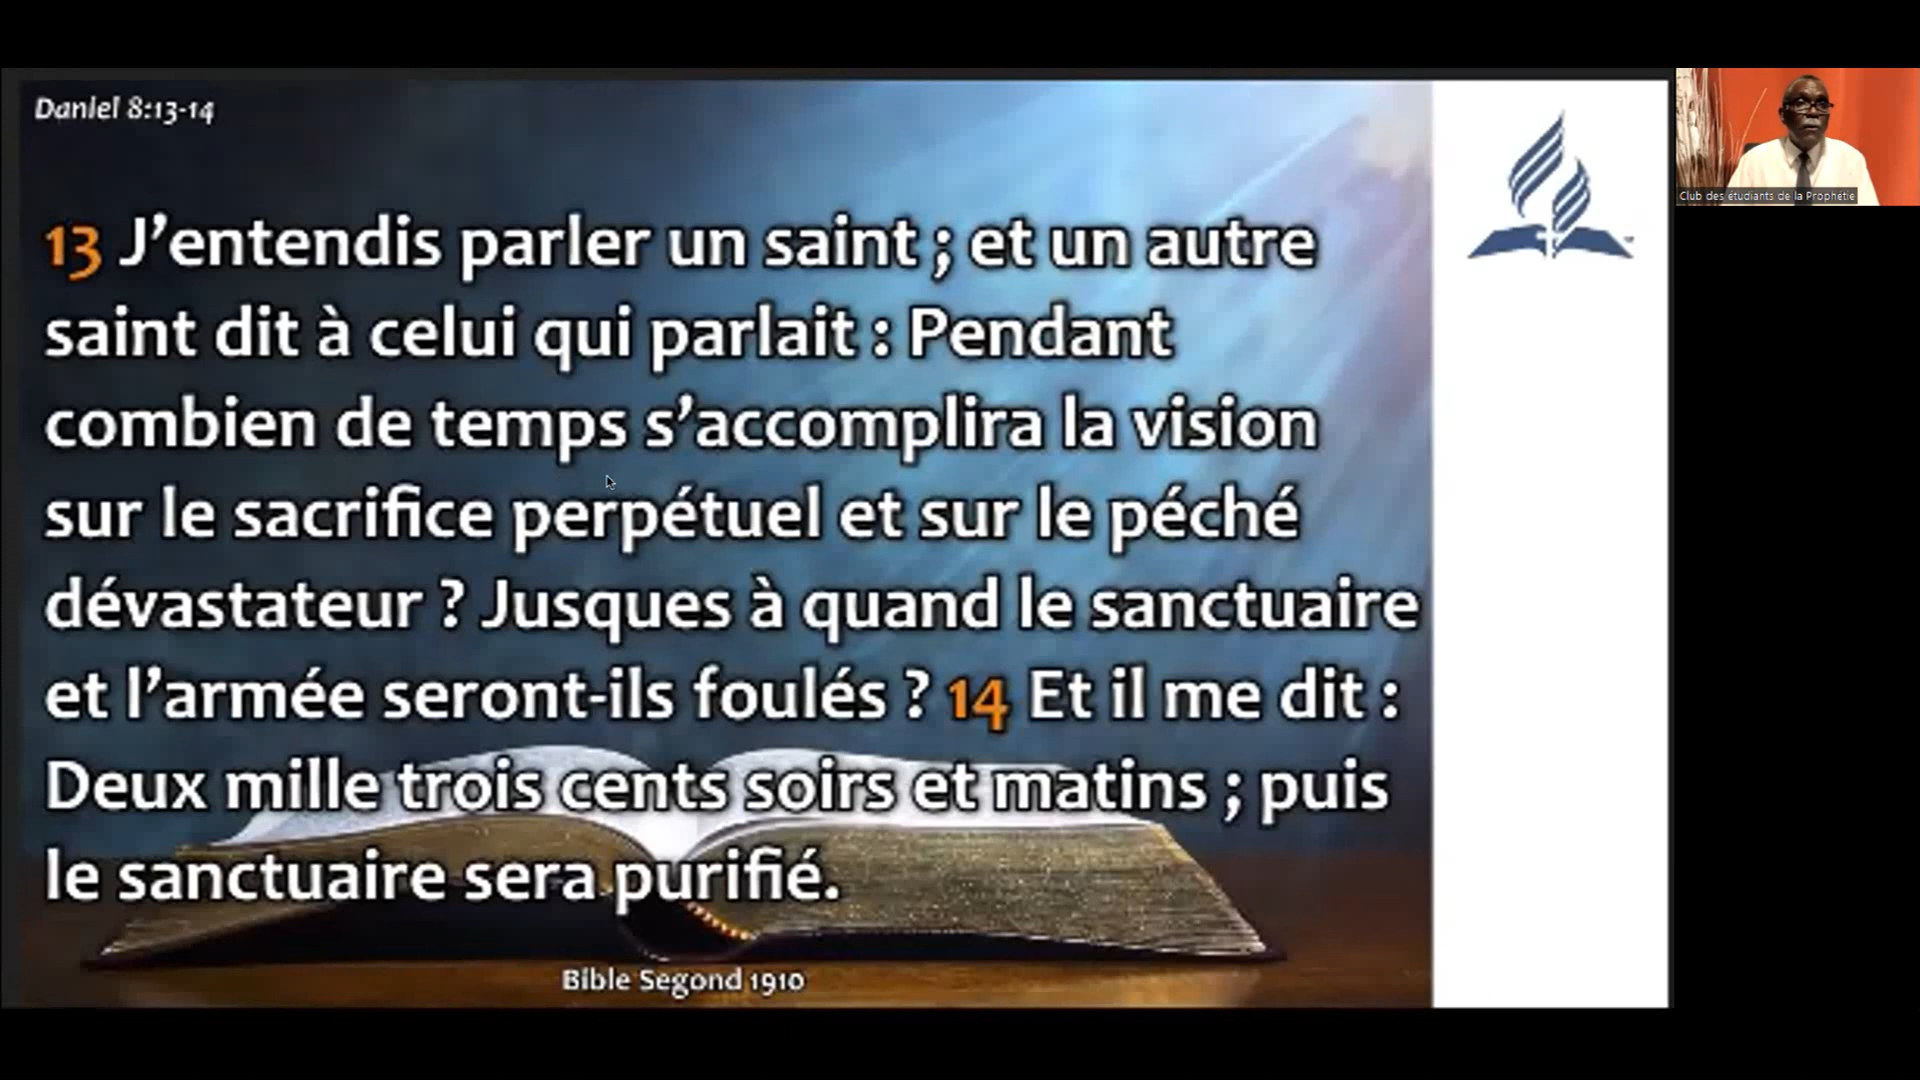 Daniel 8:13-14
13 J’entendis parler un saint ; et un autre
saint dit à celui qui parlait : Pendant
combien de temps s’accomplira la vision
sur le sacrifice perpétuel et sur le péché
dévastateur ? Jusques à quand le sanctuaire
et l’armée seront-ils foulés ? 14 Et il me dit :
Deux mille trois cents soirs et matins ; puis
le sanctuaire sera purifié.
Bible Segond 1910
Club des étudiants de la Prophétie